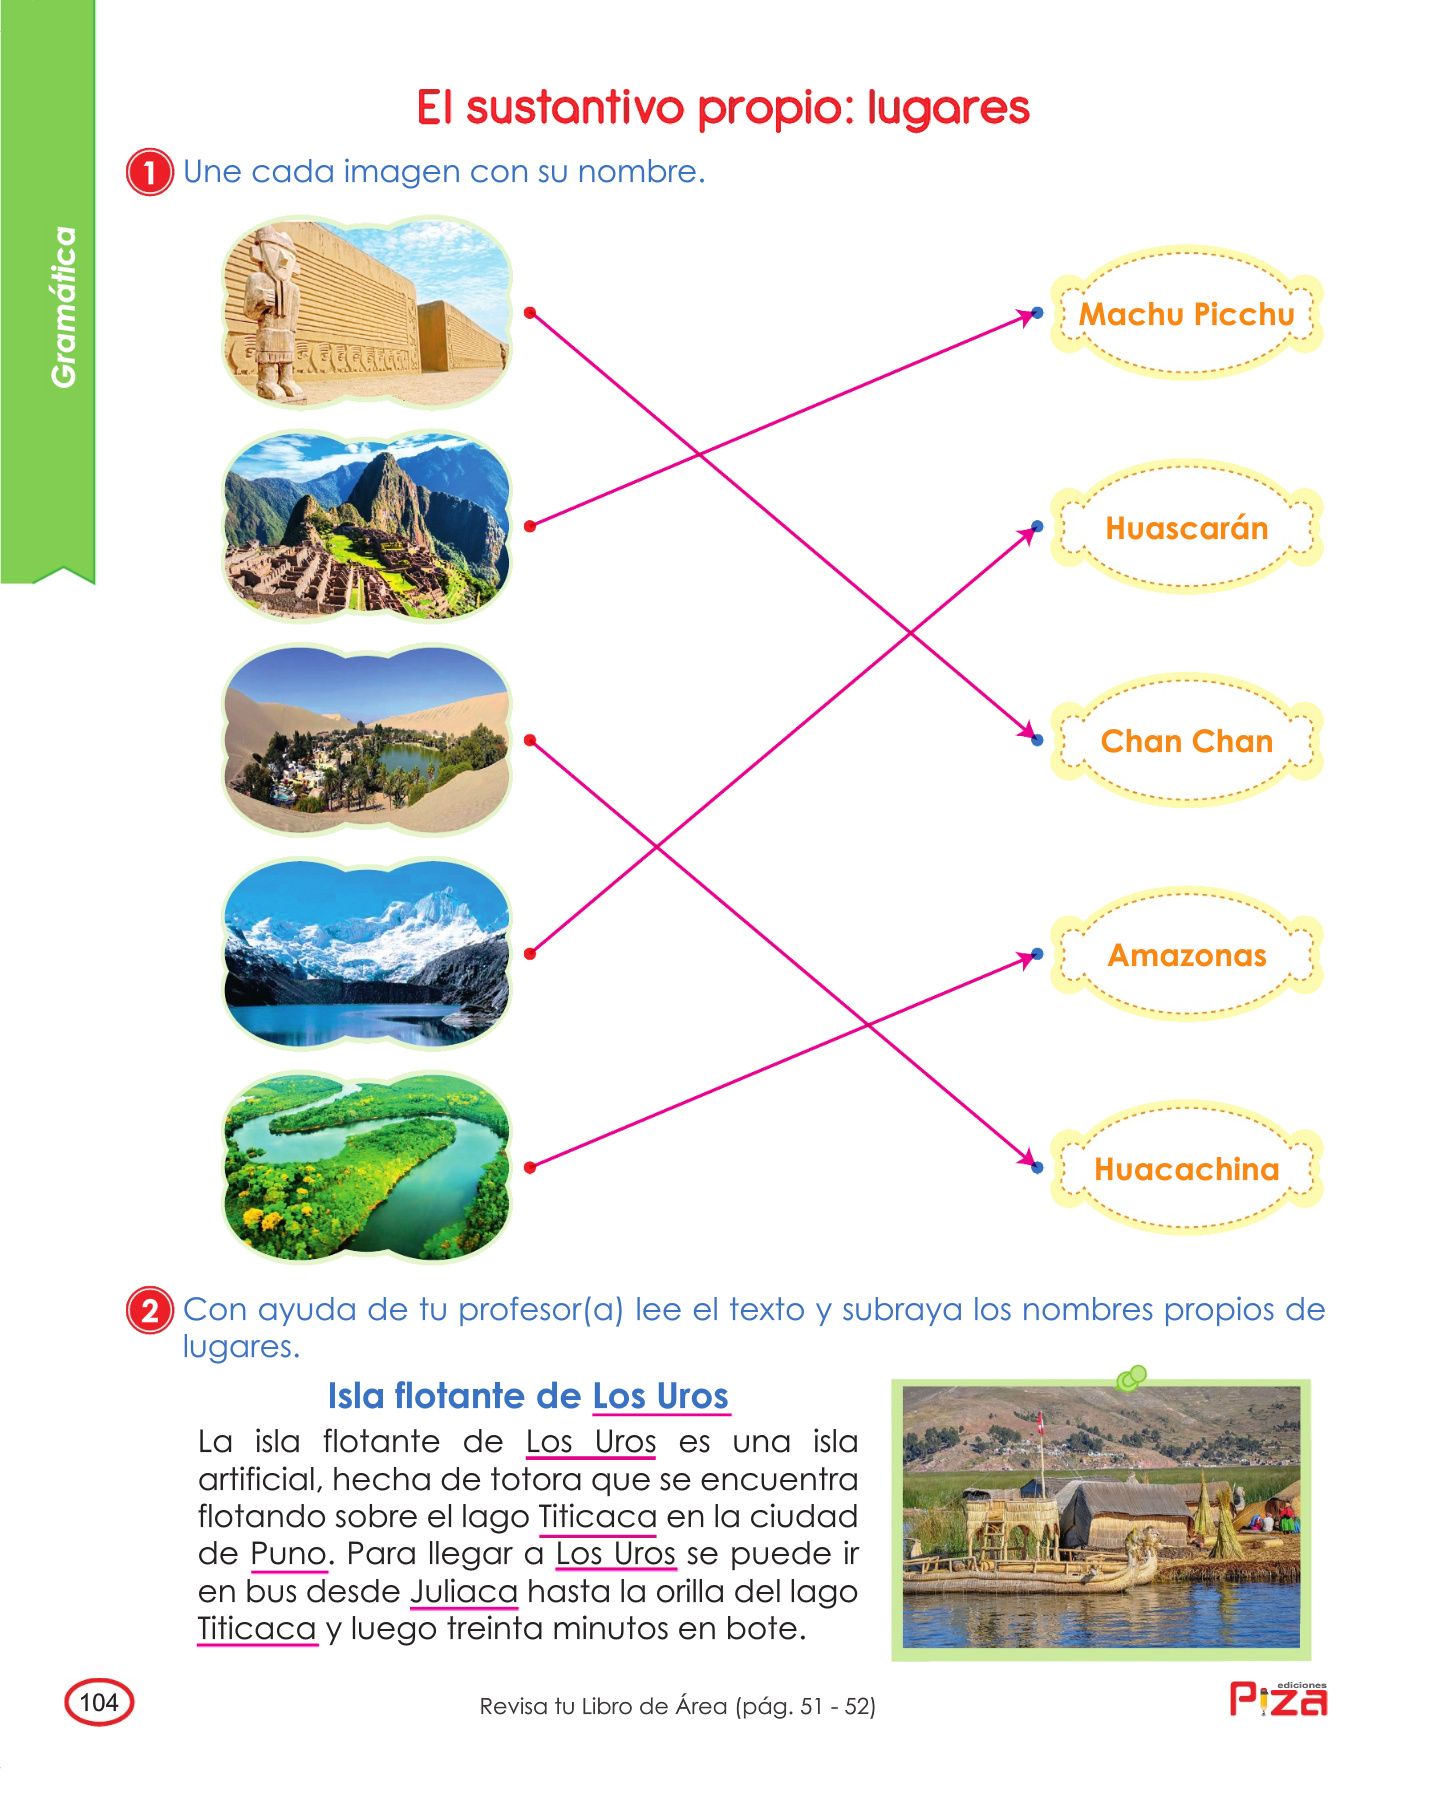 Gramática
El sustantivo propio: lugares
1 Une cada imagen con su nombre.
Machu Picchu
Huascarán
Chan Chan
Amazonas
Huacachina
2 Con ayuda de tu profesor(a) lee el texto y subraya los nombres propios de
lugares.
Isla flotante de Los Uros
La isla flotante de Los Uros es una isla
artificial, hecha de totora que se encuentra
flotando sobre el lago Titicaca en la ciudad
de Puno. Para llegar a Los Uros se puede ir
en bus desde Juliaca hasta la orilla del lago
Titicaca y luego treinta minutos en bote.
104
Revisa tu Libro de Área (pág. 51 - 52)
ediciones
Piza